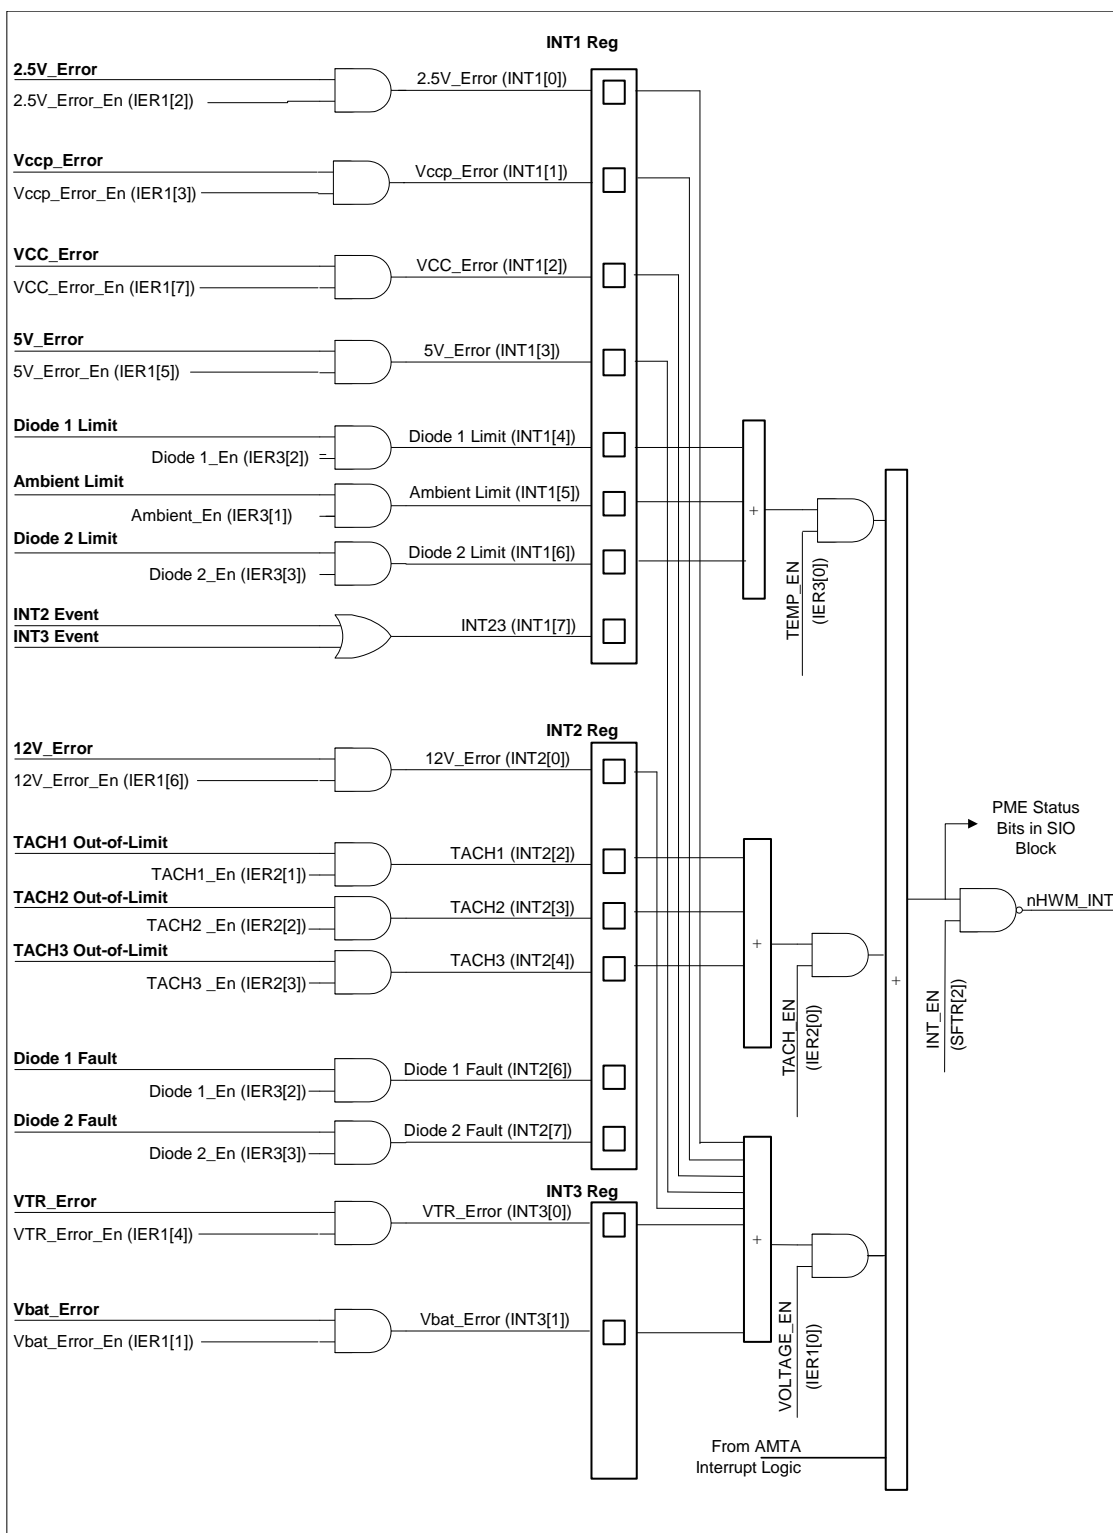 INT1 Reg
2.5V_Error
2.5V_Error_En (IER1[2])
2.5V_Error (INT1[0])
Vccp_Error
Vccp_Error_En (IER1[3])
Vccp_Error (INT1[1])
VCC_Error
VCC_Error_En (IER1[7])
VCC_Error (INT1[2])
5V_Error
5V_Error_En (IER1[5])
5V_Error (INT1[3])
Diode 1 Limit
Diode 1_En (IER3[2])
Diode 1 Limit (INT1[4])
Ambient Limit
Ambient_En (IER3[1])
Ambient Limit (INT1[5])
Diode 2 Limit
Diode 2_En (IER3[3])
Diode 2 Limit (INT1[6])
INT2 Event
INT3 Event
INT23 (INT1[7])
+
TEMP_EN
(IER3[0])
INT2 Reg
12V_Error
12V_Error_En (IER1[6])
12V_Error (INT2[0])
TACH1 Out-of-Limit
TACH1_En (IER2[1])
TACH1 (INT2[2])
TACH2 Out-of-Limit
TACH2 _En (IER2[2])
TACH2 (INT2[3])
TACH3 Out-of-Limit
TACH3 _En (IER2[3])
TACH3 (INT2[4])
+
TACH_EN
(IER2[0])
Diode 1 Fault
Diode 1_En (IER3[2])
Diode 1 Fault (INT2[6])
Diode 2 Fault
Diode 2_En (IER3[3])
Diode 2 Fault (INT2[7])
INT3 Reg
VTR_Error
VTR_Error_En (IER1[4])
VTR_Error (INT3[0])
Vbat_Error
Vbat_Error_En (IER1[1])
Vbat_Error (INT3[1])
+
VOLTAGE_EN
(IER1[0])
From AMTA
Interrupt Logic
+
PME Status
Bits in SIO
Block
nHWM_INT
INT_EN
(SFTR[2])